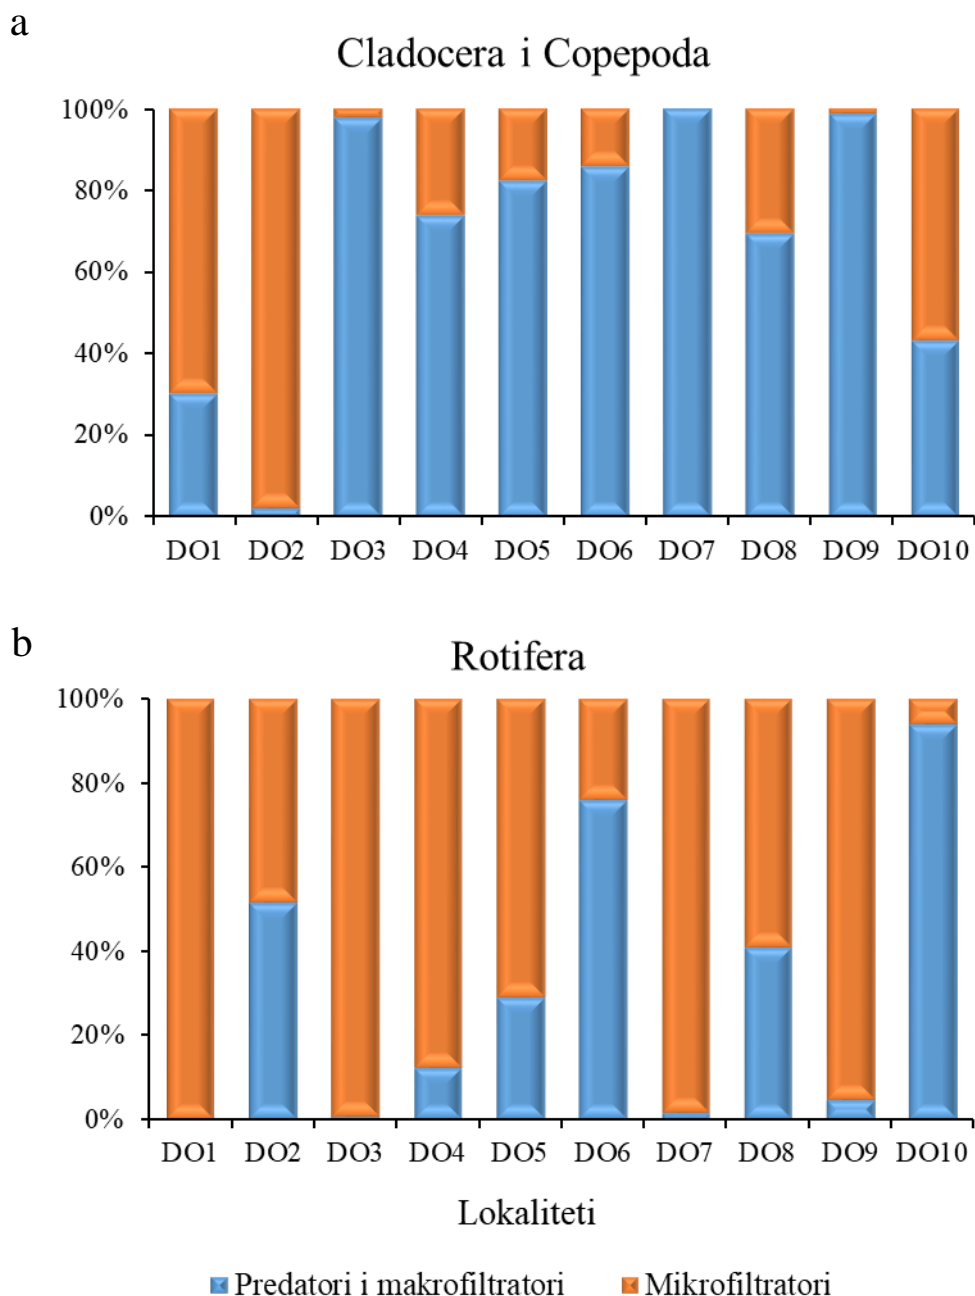 a
Cladocera i Copepoda
100%
80%
60%
40%
20%
0%
DO1 DO2 DO3 DO4 DO5 DO6 DO7 DO8 DO9 DO10
b
Rotifera
100%
80%
60%
40%
20%
0%
DO1 DO2 DO3 DO4 DO5 DO6 DO7 DO8 DO9 DO10
Lokaliteti
Predatori i makrofiltratori Mikrofiltratori